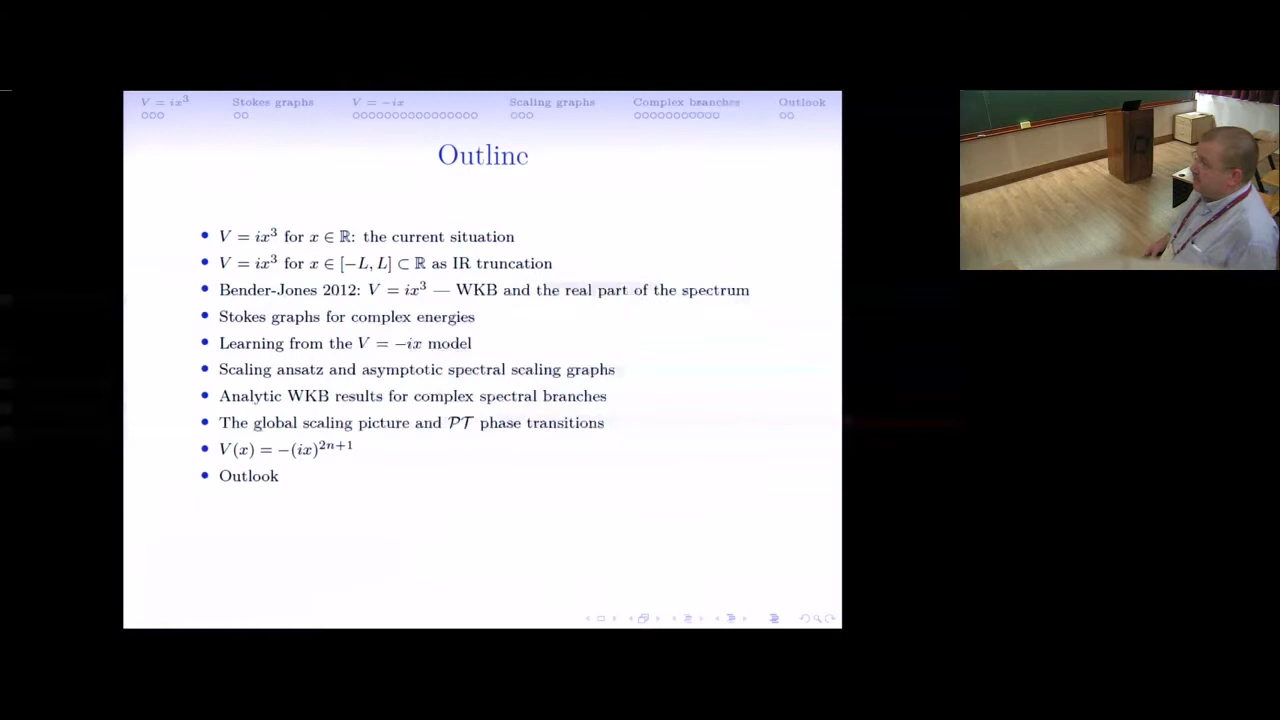 V = ix³ Stokes graphs V = −ix Scaling graphs Complex branches Outlook
Outline
• V = ix³ for x ∈ ℝ: the current situation
• V = ix³ for x ∈ [−L, L] ⊂ ℝ as IR truncation
• Bender-Jones 2012: V = ix³ — WKB and the real part of the spectrum
• Stokes graphs for complex energies
• Learning from the V = −ix model
• Scaling ansatz and asymptotic spectral scaling graphs
• Analytic WKB results for complex spectral branches
• The global scaling picture and 𝒫𝒯 phase transitions
• V(x) = −(ix)²ⁿ⁺¹
• Outlook